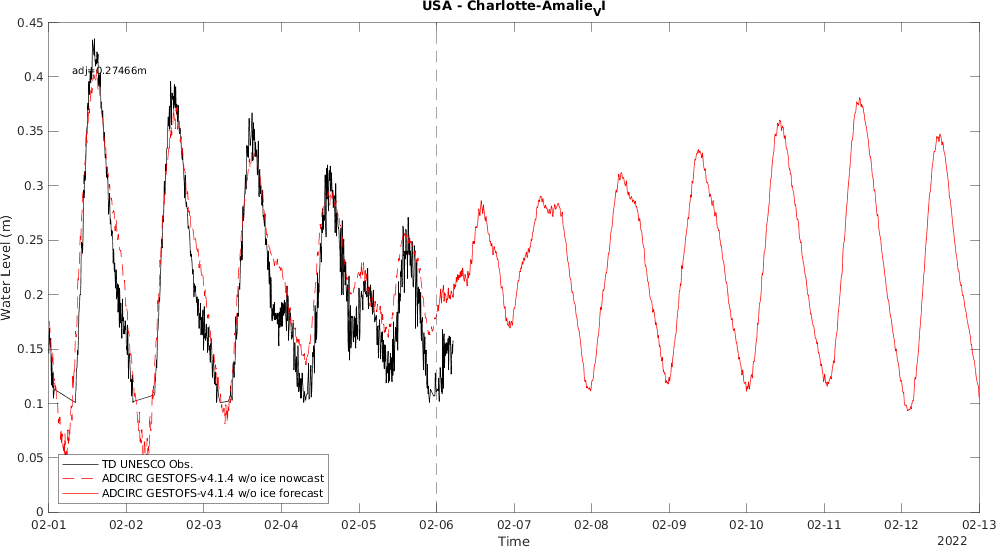 USA - Charlotte-Amalie_VI
0.45
0.4
0.35
0.3
0.25
0.2
0.15
0.1
0.05
0
Water Level (m)
adj=0.27466m
TD UNESCO Obs.
ADCIRC GESTOFS-v4.1.4 w/o ice nowcast
ADCIRC GESTOFS-v4.1.4 w/o ice forecast
02-01 02-02 02-03 02-04 02-05 02-06 02-07 02-08 02-09 02-10 02-11 02-12 02-13
Time
2022